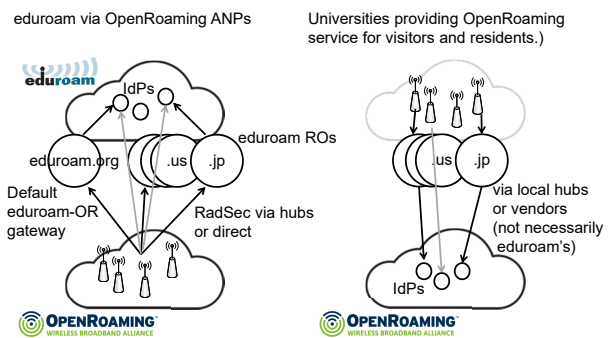 eduroam via OpenRoaming ANPs
eduroam
IdPs
eduroam.org
.us
.jp
eduroam ROs
Default
eduroam-OR
gateway
RadSec via hubs
or direct
OPENROAMING™
WIRELESS BROADBAND ALLIANCE
Universities providing OpenRoaming
service for visitors and residents.)
.us
.jp
via local hubs
or vendors
(not necessarily
eduroam's)
IdPs
OPENROAMING™
WIRELESS BROADBAND ALLIANCE